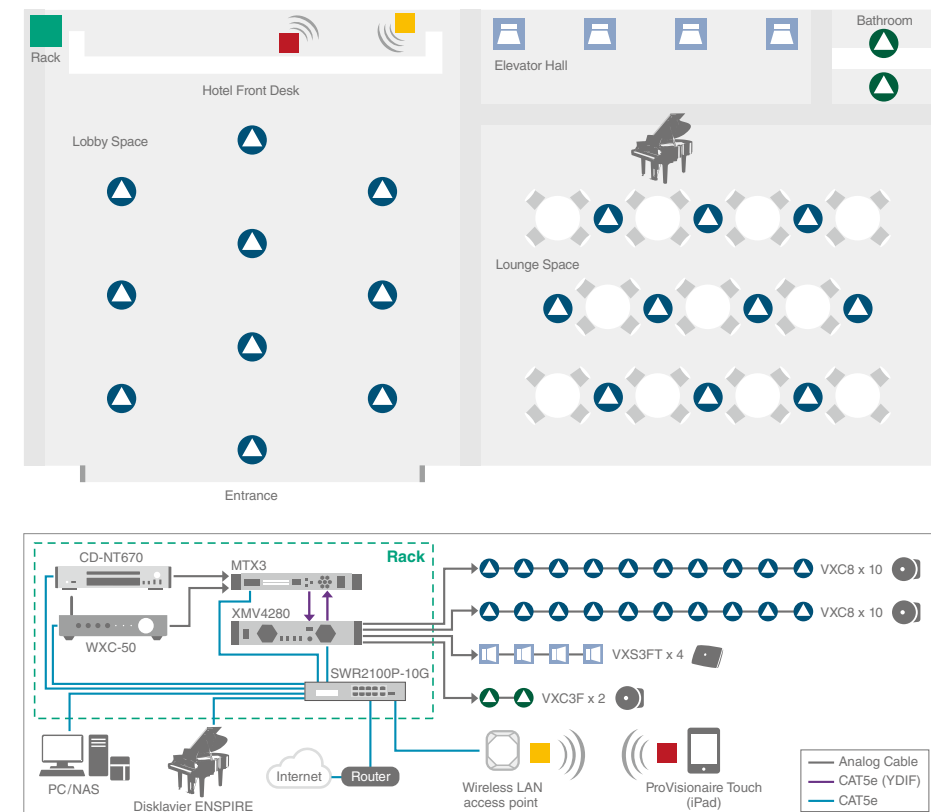 Rack
Hotel Front Desk
Lobby Space
Elevator Hall
Bathroom
Lounge Space
Entrance
Rack
CD-NT670
MTX3
XMV4280
WXC-50
SWR2100P-10G
VXC8 x 10
VXC8 x 10
VXS3FT x 4
VXC3F x 2
PC/NAS
Disklavier ENSPIRE
Internet
Router
Wireless LAN
access point
ProVisionaire Touch
(iPad)
Analog Cable
CAT5e (YDIF)
CAT5e